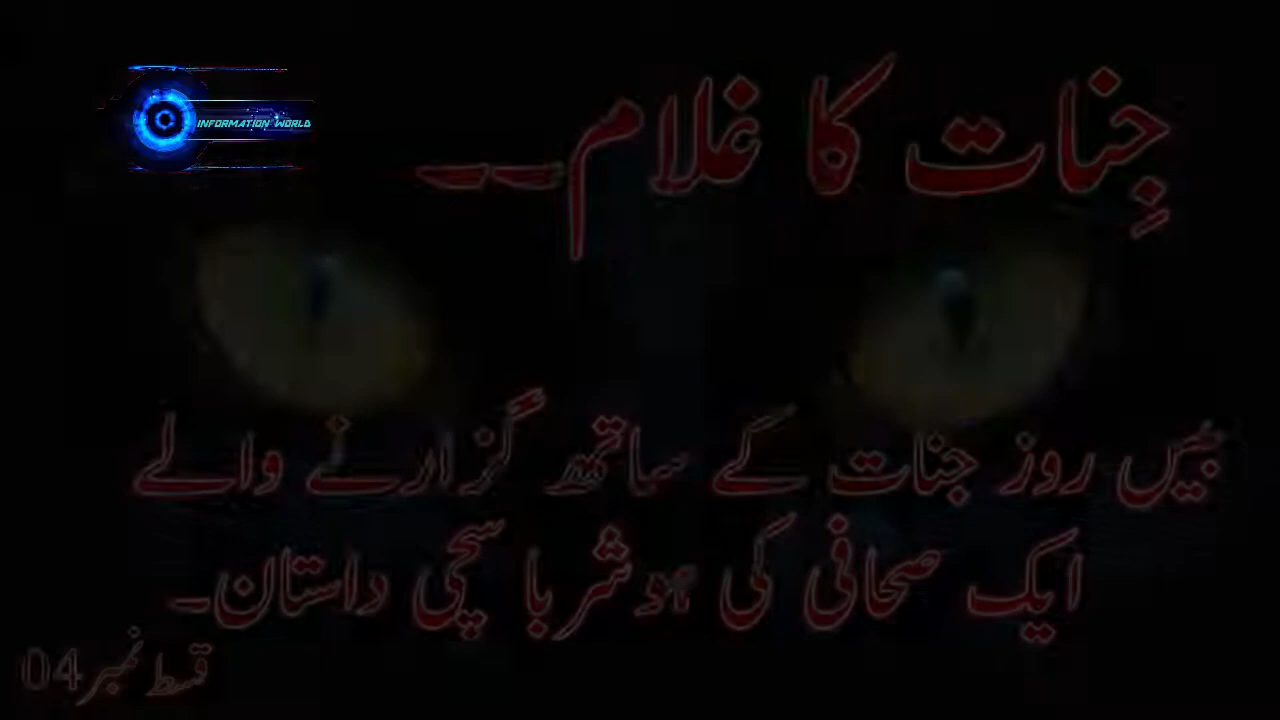 INFORMATION WORLD
جِنات کا غلام۔۔
بیس روز جنات کے ساتھ گزارنے والے
ایک صحافی کی ہوشربا سچی داستان۔
قسط نمبر 04